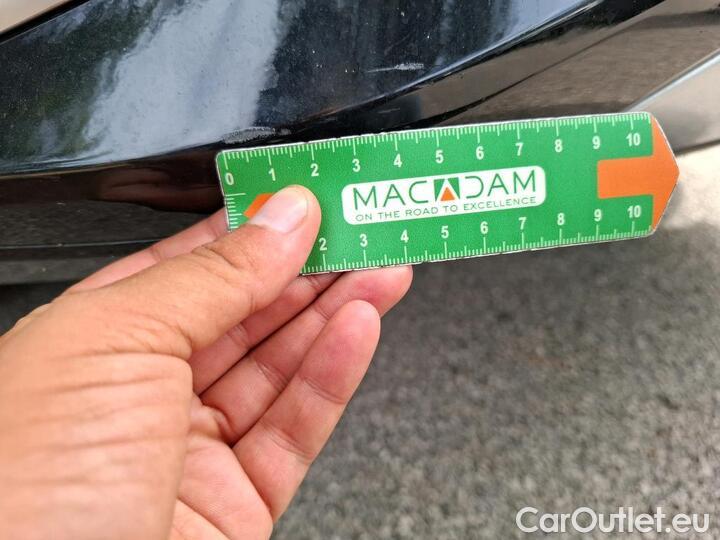 0 1 2 3 4 5 6 7 8 9 10
MACADAM
ON THE ROAD TO EXCELLENCE
2 3 4 5 6 7 8 9 10
CarOutlet.eu